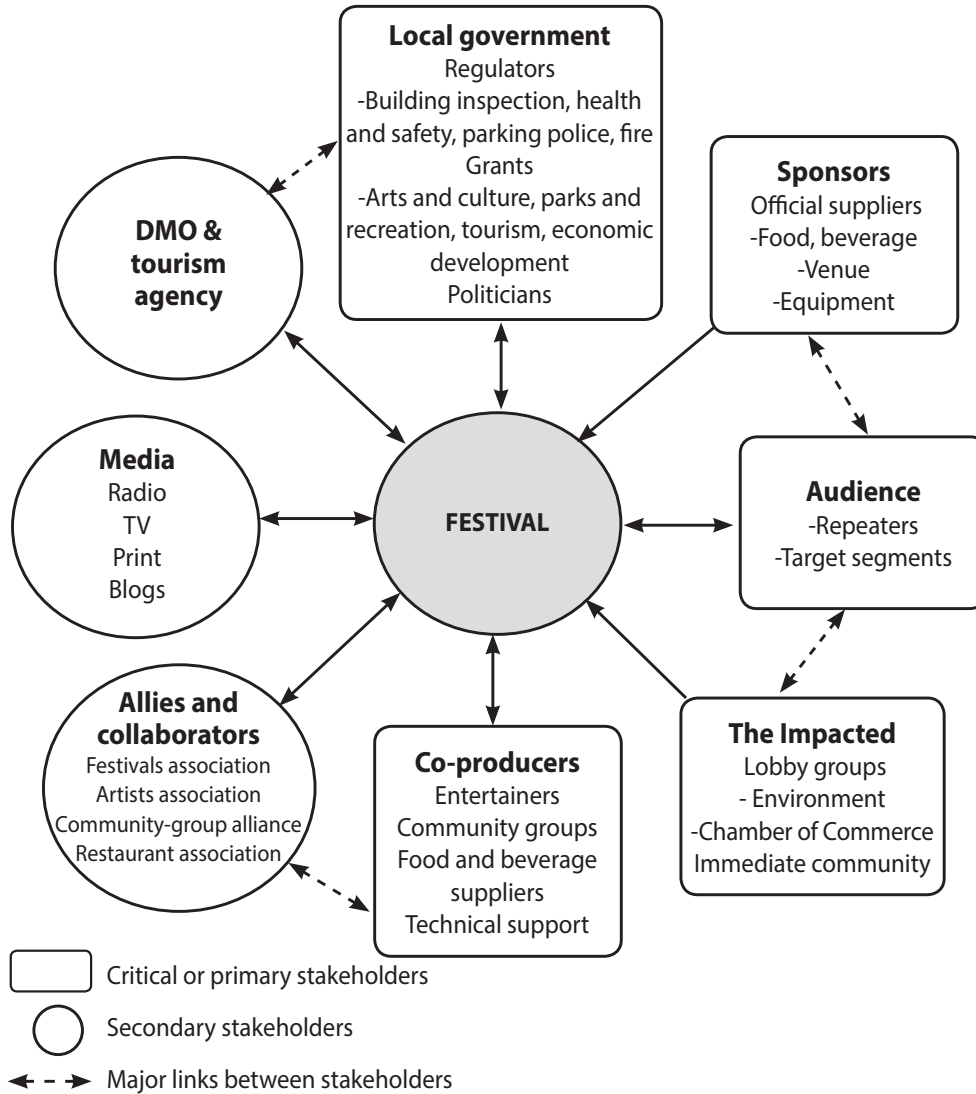 Local government
Regulators
-Building inspection, health
and safety, parking police, fire
Grants
-Arts and culture, parks and
recreation, tourism, economic
development
Politicians
Sponsors
Official suppliers
-Food, beverage
-Venue
-Equipment
DMO &
tourism
agency
Media
Radio
TV
Print
Blogs
FESTIVAL
Audience
-Repeaters
-Target segments
Allies and
collaborators
Festivals association
Artists association
Community-group alliance
Restaurant association
Co-producers
Entertainers
Community groups
Food and beverage
suppliers
Technical support
The Impacted
Lobby groups
- Environment
-Chamber of Commerce
Immediate community
Critical or primary stakeholders
Secondary stakeholders
Major links between stakeholders